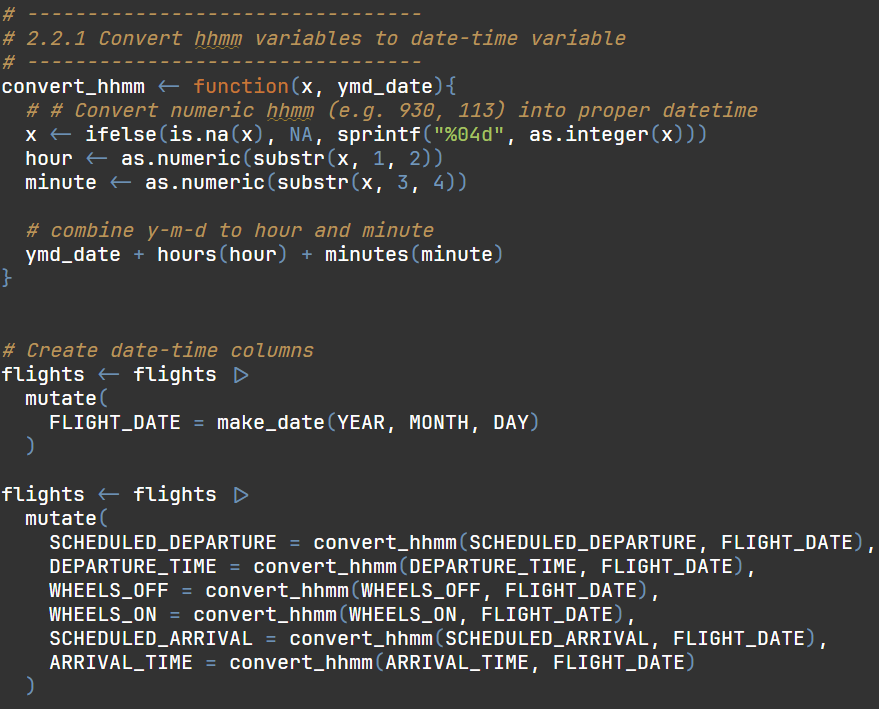 # ---------------------------------
# 2.2.1 Convert hhmm variables to date-time variable
# ---------------------------------
convert_hhmm <- function(x, ymd_date){
  # # Convert numeric hhmm (e.g. 930, 113) into proper datetime
  x <- ifelse(is.na(x), NA, sprintf("%04d", as.integer(x)))
  hour <- as.numeric(substr(x, 1, 2))
  minute <- as.numeric(substr(x, 3, 4))

  # combine y-m-d to hour and minute
  ymd_date + hours(hour) + minutes(minute)
}

# Create date-time columns
flights <- flights |>
  mutate(
    FLIGHT_DATE = make_date(YEAR, MONTH, DAY)
  )

flights <- flights |>
  mutate(
    SCHEDULED_DEPARTURE = convert_hhmm(SCHEDULED_DEPARTURE, FLIGHT_DATE),
    DEPARTURE_TIME = convert_hhmm(DEPARTURE_TIME, FLIGHT_DATE),
    WHEELS_OFF = convert_hhmm(WHEELS_OFF, FLIGHT_DATE),
    WHEELS_ON = convert_hhmm(WHEELS_ON, FLIGHT_DATE),
    SCHEDULED_ARRIVAL = convert_hhmm(SCHEDULED_ARRIVAL, FLIGHT_DATE),
    ARRIVAL_TIME = convert_hhmm(ARRIVAL_TIME, FLIGHT_DATE)
  )